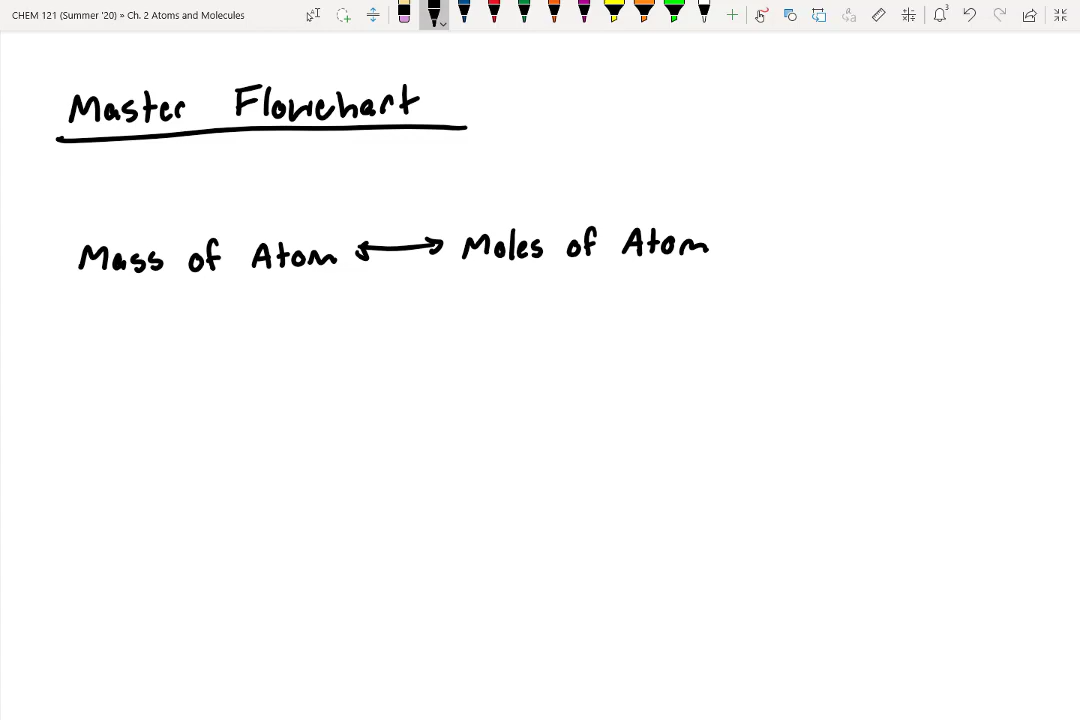 CHEM 121 (Summer '20) » Ch. 2 Atoms and Molecules
Master Flowchart
Mass of Atom ↔ Moles of Atom